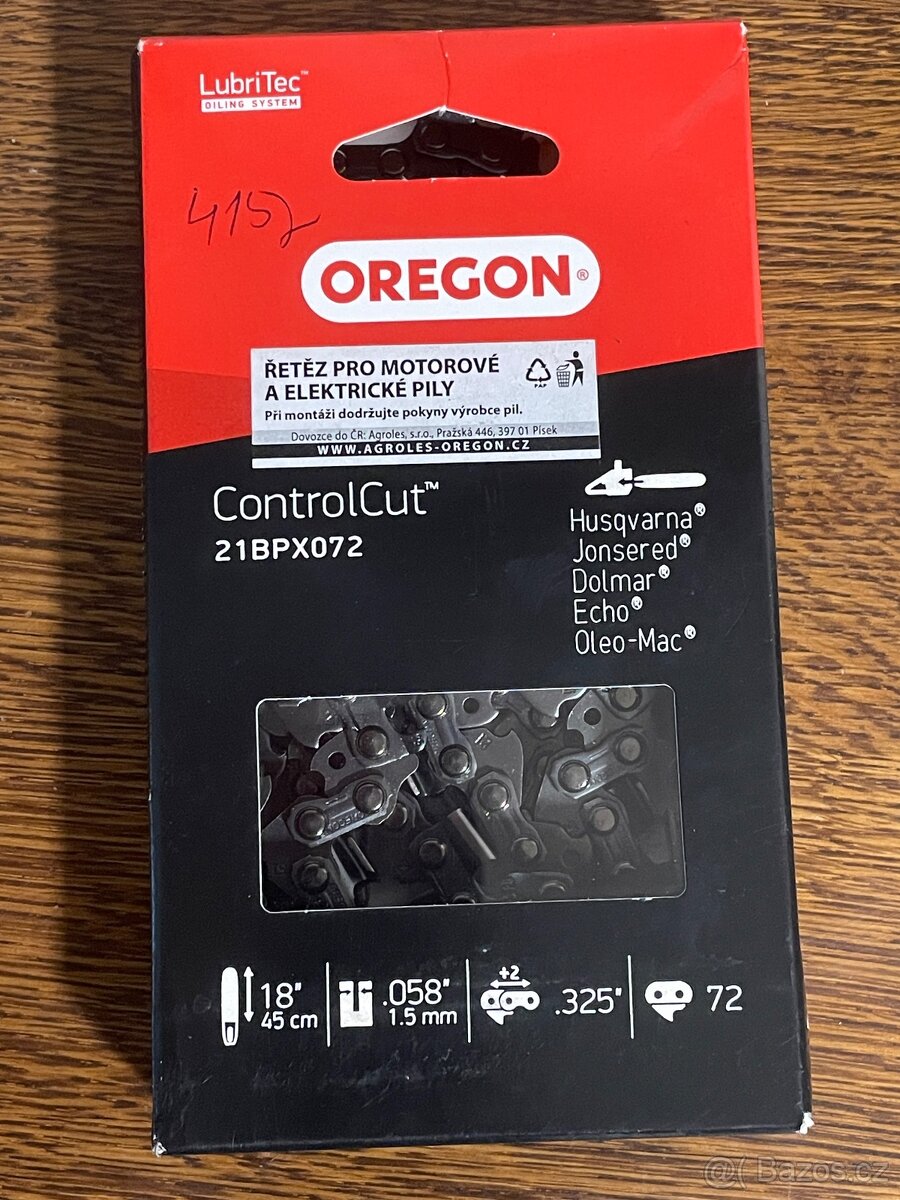 LubriTec™
OILING SYSTEM
OREGON®
ŘETĚZ PRO MOTOROVÉ
A ELEKTRICKÉ PILY
Při montáži dodržujte pokyny výrobce pil.
PAP
Dovozce do ČR: Agroles, s.r.o., Pražská 446, 397 01 Písek
WWW.AGROLES-OREGON.CZ
ControlCut™
21BPX072
Husqvarna®
Jonsered®
Dolmar®
Echo®
Oleo-Mac®
18"
45 cm
.058"
1.5 mm
+2
.325"
72
@( Bazos.cz